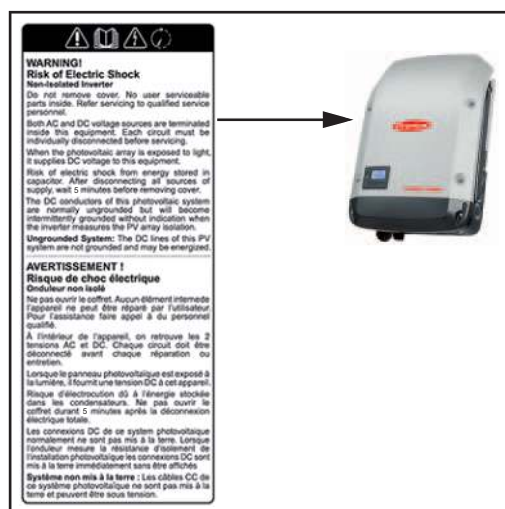 WARNING!
Risk of Electric Shock
Non-Isolated Inverter
Do not remove cover. No user serviceable
parts inside. Refer servicing to qualified service
personnel.
Both AC and DC voltage sources are terminated
inside this equipment. Each circuit must be
individually disconnected before servicing.
When the photovoltaic array is exposed to light,
it supplies DC voltage to this equipment.
Risk of electric shock from energy stored in
capacitor. After disconnecting all sources of
supply, wait 5 minutes before removing cover.
The DC conductors of this photovoltaic system
are normally ungrounded but will become
intermittently grounded without indication when
the inverter measures the PV array isolation.
Ungrounded System: The DC lines of this PV
system are not grounded and may be energized.
AVERTISSEMENT !
Risque de choc électrique
Onduleur non isolé
Ne pas ouvrir le coffret. Aucun élément internede
l'appareil ne peut être réparé par l'utilisateur.
Pour l'assistance faire appel à du personnel
qualifié.
À l'intérieur de l'appareil, on retrouve les 2
tensions AC et DC. Chaque circuit doit être
déconnecté avant chaque réparation ou
entretien.
Lorsque le panneau photovoltaïque est exposé à
la lumière, il fournit une tension DC à cet appareil.
Risque d'électrocution dû à l'énergie stockée
dans les condensateurs. Ne pas ouvrir le
coffret durant 5 minutes après la déconnexion
électrique totale.
Les connexions DC de ce system photovoltaïque
normalement ne sont pas mis à la terre. Lorsque
l'onduleur mesure la résistance d'isolement de
l'installation photovoltaïque les connexions DC sont
mis à la terre immédiatement sans être affichés
Système non mis à la terre : Les câbles CC de
ce système photovoltaïque ne sont pas mis à la
terre et peuvent être sous tension.